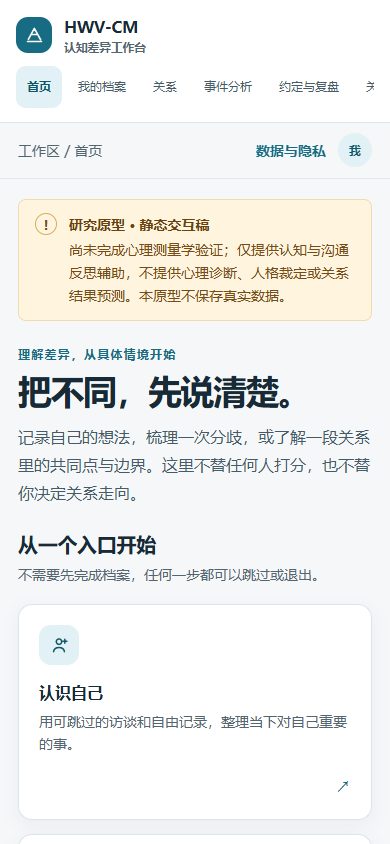 HWV-CM
认知差异工作台
首页 我的档案 关系 事件分析 约定与复盘
工作区 / 首页 数据与隐私 我
! 研究原型 • 静态交互稿
尚未完成心理测量学验证；仅提供认知与沟通
反思辅助，不提供心理诊断、人格裁定或关系
结果预测。本原型不保存真实数据。
理解差异，从具体情境开始
把不同，先说清楚。
记录自己的想法，梳理一次分歧，或了解一段关系
里的共同点与边界。这里不替任何人打分，也不替
你决定关系走向。
从一个入口开始
不需要先完成档案，任何一步都可以跳过或退出。
认识自己
用可跳过的访谈和自由记录，整理当下对自己重要
的事。